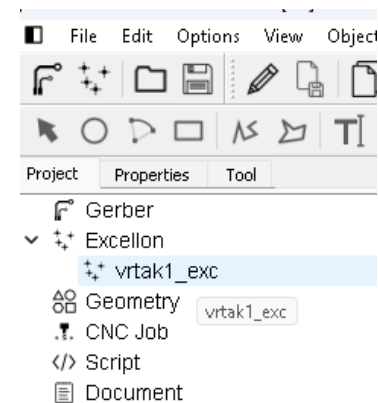 File Edit Options View Object
Project Properties Tool
Gerber
Excellon
vrtak1_exc
Geometry
vrtak1_exc
CNC Job
Script
Document